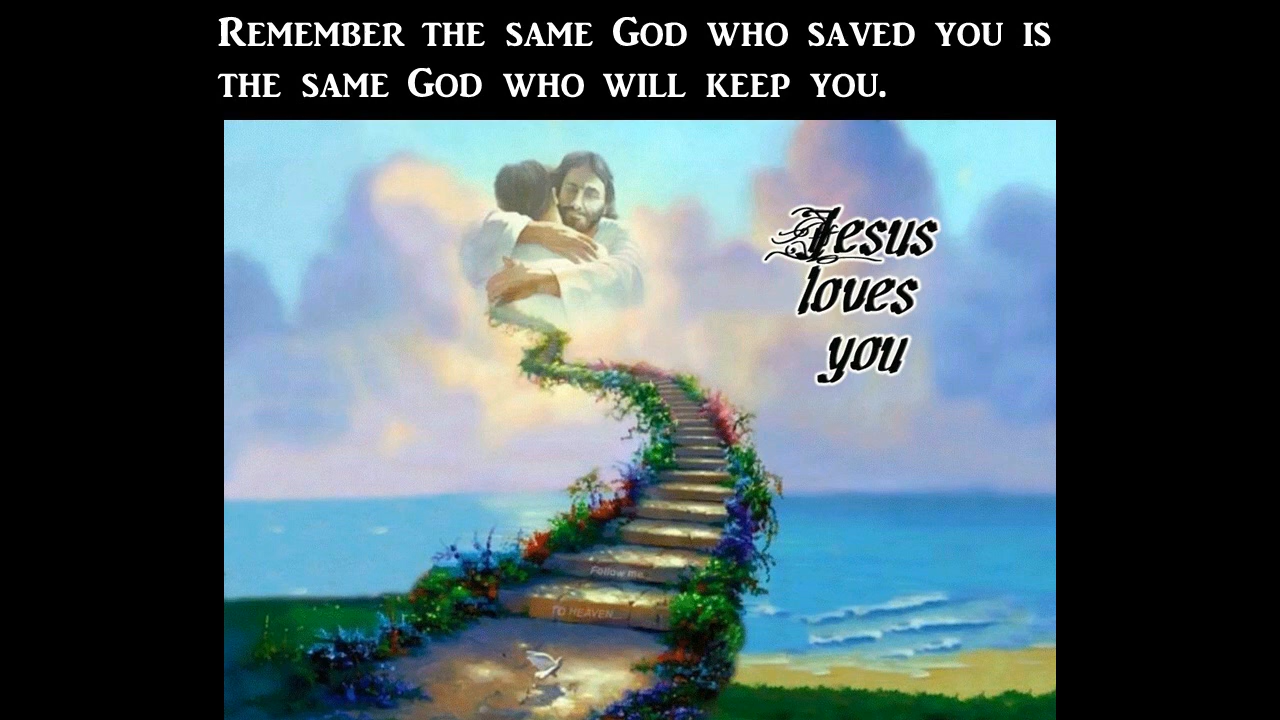 Remember the same God who saved you is
the same God who will keep you.
Jesus
loves
you
Follow me...
TO HEAVEN...